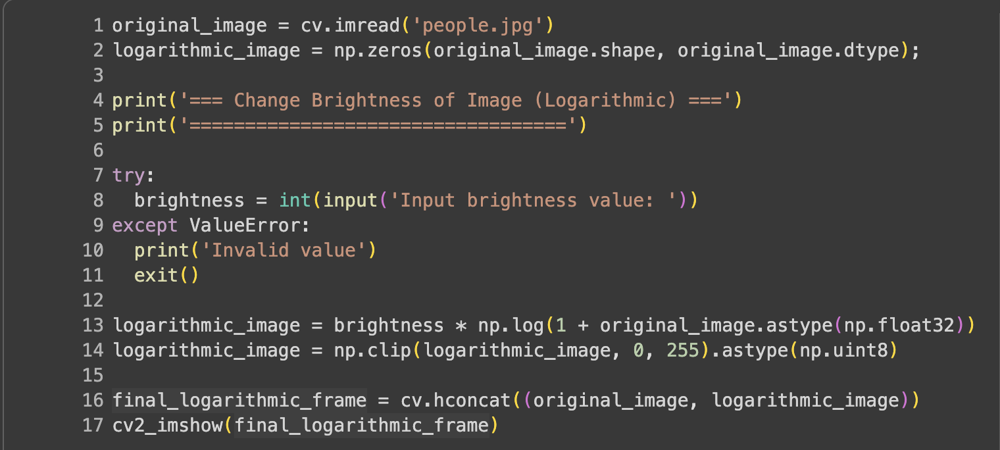 1 original_image = cv.imread('people.jpg')
2 logarithmic_image = np.zeros(original_image.shape, original_image.dtype);
3
4 print('=== Change Brightness of Image (Logarithmic) ===')
5 print('==================================')
6
7 try:
8   brightness = int(input('Input brightness value: '))
9 except ValueError:
10   print('Invalid value')
11   exit()
12
13 logarithmic_image = brightness * np.log(1 + original_image.astype(np.float32))
14 logarithmic_image = np.clip(logarithmic_image, 0, 255).astype(np.uint8)
15
16 final_logarithmic_frame = cv.hconcat((original_image, logarithmic_image))
17 cv2_imshow(final_logarithmic_frame)